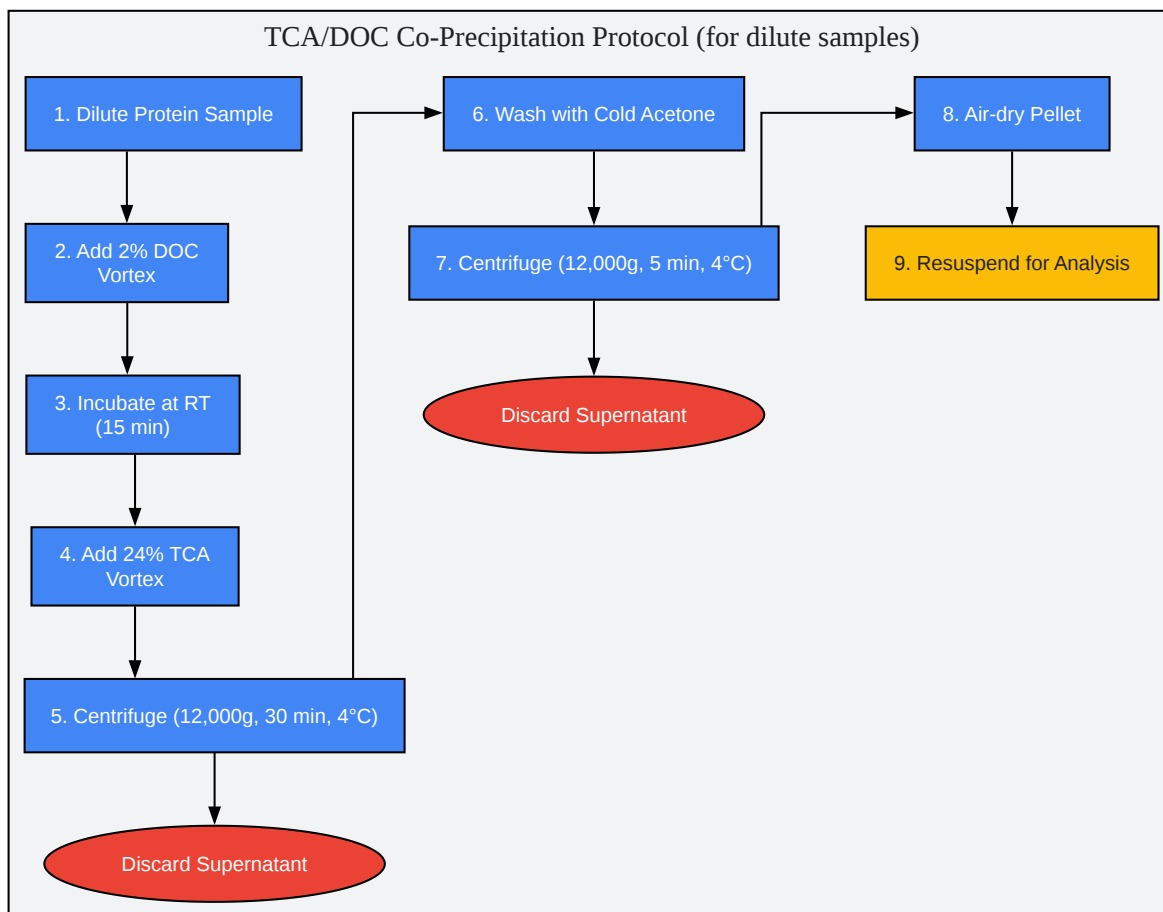 TCA/DOC Co-Precipitation Protocol (for dilute samples)
1. Dilute Protein Sample
2. Add 2% DOC
Vortex
3. Incubate at RT
(15 min)
4. Add 24% TCA
Vortex
5. Centrifuge (12,000g, 30 min, 4°C)
Discard Supernatant
6. Wash with Cold Acetone
7. Centrifuge (12,000g, 5 min, 4°C)
Discard Supernatant
8. Air-dry Pellet
9. Resuspend for Analysis